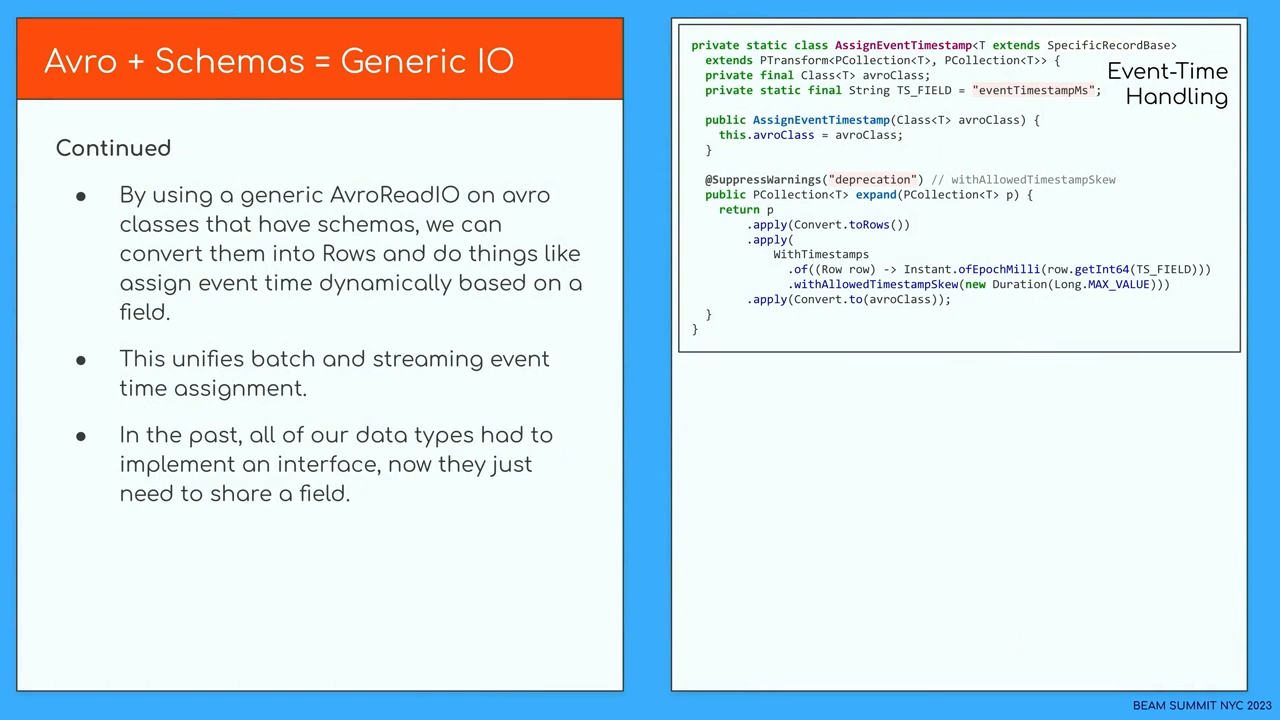 Avro + Schemas = Generic IO
Continued
● By using a generic AvroReadIO on avro
classes that have schemas, we can
convert them into Rows and do things like
assign event time dynamically based on a
field.
● This unifies batch and streaming event
time assignment.
● In the past, all of our data types had to
implement an interface, now they just
need to share a field.
private static class AssignEventTimestamp<T extends SpecificRecordBase>
extends PTransform<PCollection<T>, PCollection<T>> {
private final Class<T> avroClass;
private static final String TS_FIELD = "eventTimestampMs";
Event-Time
Handling
public AssignEventTimestamp(Class<T> avroClass) {
this.avroClass = avroClass;
}
@SuppressWarnings("deprecation") // withAllowedTimestampSkew
public PCollection<T> expand(PCollection<T> p) {
return p
.apply(Convert.toRows())
.apply(
WithTimestamps
.of((Row row) -> Instant.ofEpochMilli(row.getInt64(TS_FIELD)))
.withAllowedTimestampSkew(new Duration(Long.MAX_VALUE)))
.apply(Convert.to(avroClass));
}
}
BEAM SUMMIT NYC 2023